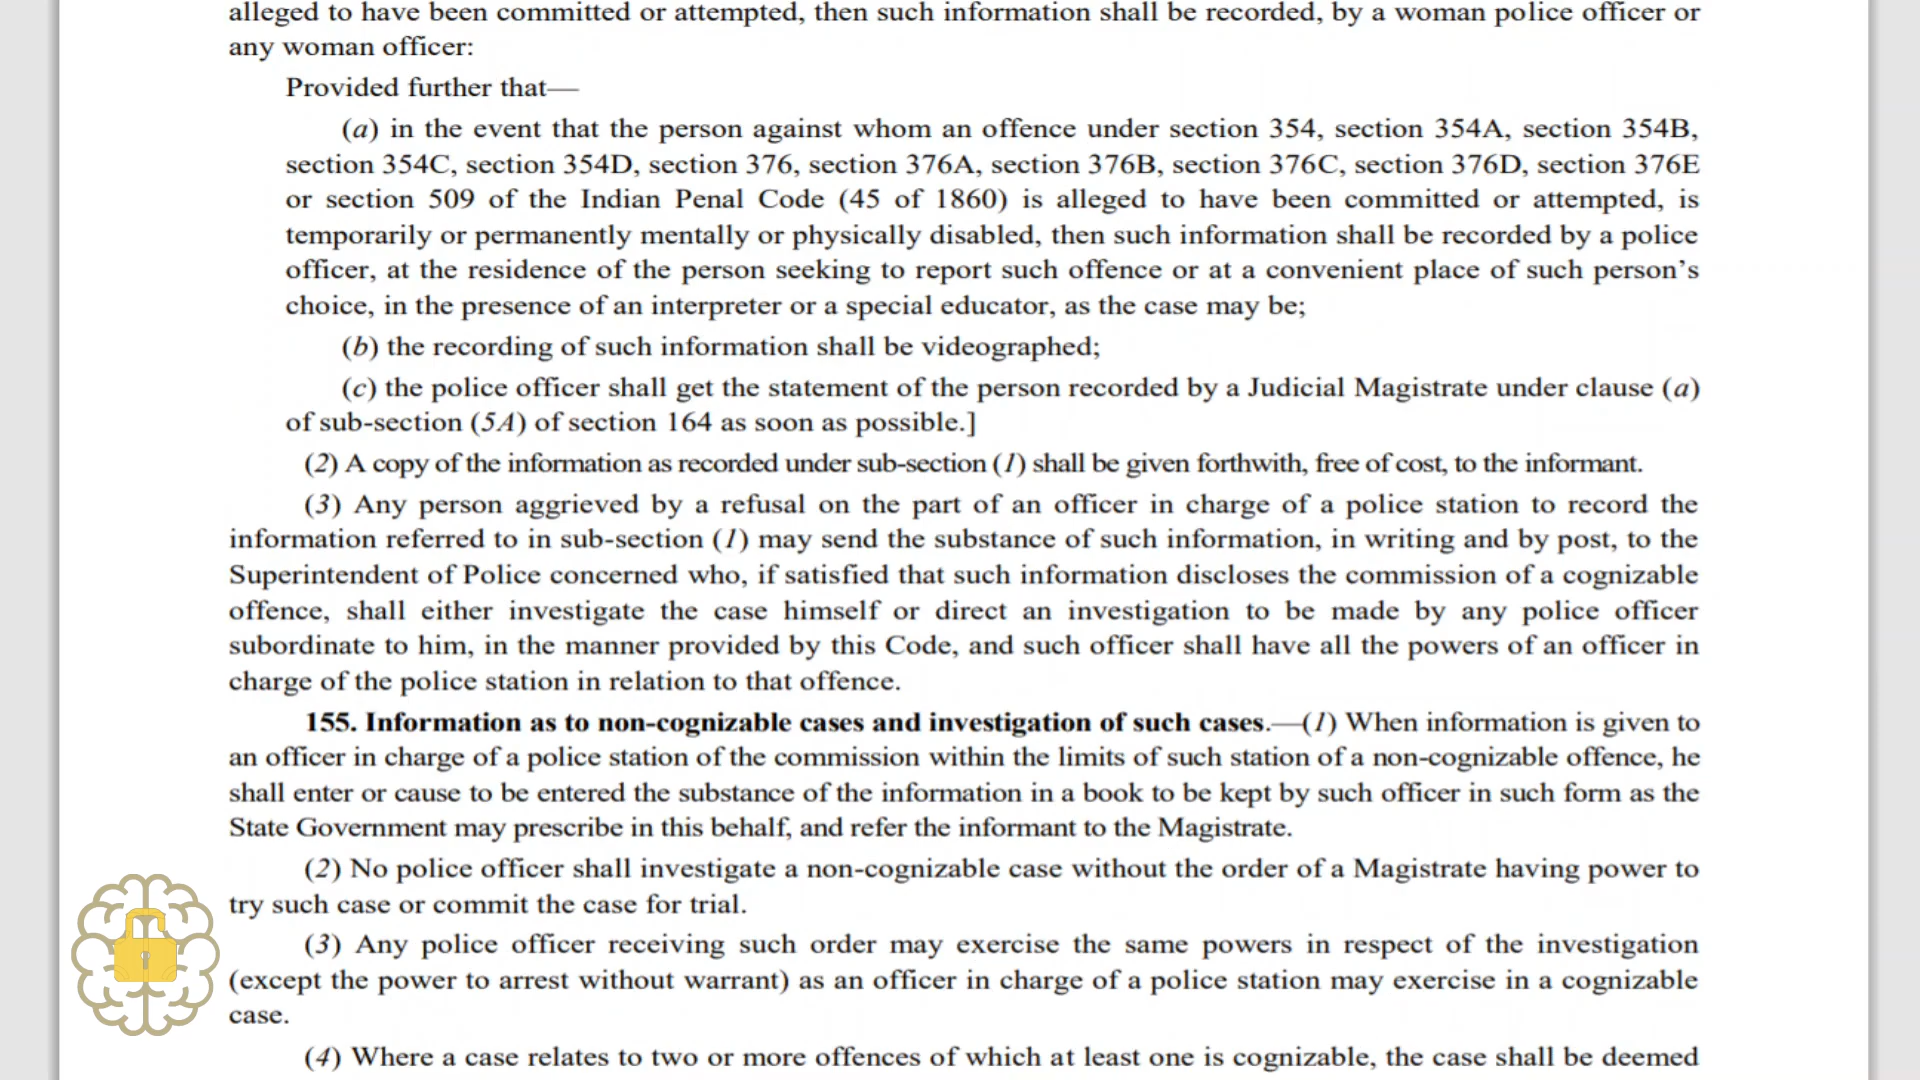 alleged to have been committed or attempted, then such information shall be recorded, by a woman police officer or
any woman officer:
Provided further that—
(a) in the event that the person against whom an offence under section 354, section 354A, section 354B,
section 354C, section 354D, section 376, section 376A, section 376B, section 376C, section 376D, section 376E
or section 509 of the Indian Penal Code (45 of 1860) is alleged to have been committed or attempted, is
temporarily or permanently mentally or physically disabled, then such information shall be recorded by a police
officer, at the residence of the person seeking to report such offence or at a convenient place of such person’s
choice, in the presence of an interpreter or a special educator, as the case may be;
(b) the recording of such information shall be videographed;
(c) the police officer shall get the statement of the person recorded by a Judicial Magistrate under clause (a)
of sub-section (5A) of section 164 as soon as possible.]
(2) A copy of the information as recorded under sub-section (1) shall be given forthwith, free of cost, to the informant.
(3) Any person aggrieved by a refusal on the part of an officer in charge of a police station to record the
information referred to in sub-section (1) may send the substance of such information, in writing and by post, to the
Superintendent of Police concerned who, if satisfied that such information discloses the commission of a cognizable
offence, shall either investigate the case himself or direct an investigation to be made by any police officer
subordinate to him, in the manner provided by this Code, and such officer shall have all the powers of an officer in
charge of the police station in relation to that offence.
155. Information as to non-cognizable cases and investigation of such cases.—(1) When information is given to
an officer in charge of a police station of the commission within the limits of such station of a non-cognizable offence, he
shall enter or cause to be entered the substance of the information in a book to be kept by such officer in such form as the
State Government may prescribe in this behalf, and refer the informant to the Magistrate.
(2) No police officer shall investigate a non-cognizable case without the order of a Magistrate having power to
try such case or commit the case for trial.
(3) Any police officer receiving such order may exercise the same powers in respect of the investigation
(except the power to arrest without warrant) as an officer in charge of a police station may exercise in a cognizable
case.
(4) Where a case relates to two or more offences of which at least one is cognizable, the case shall be deemed